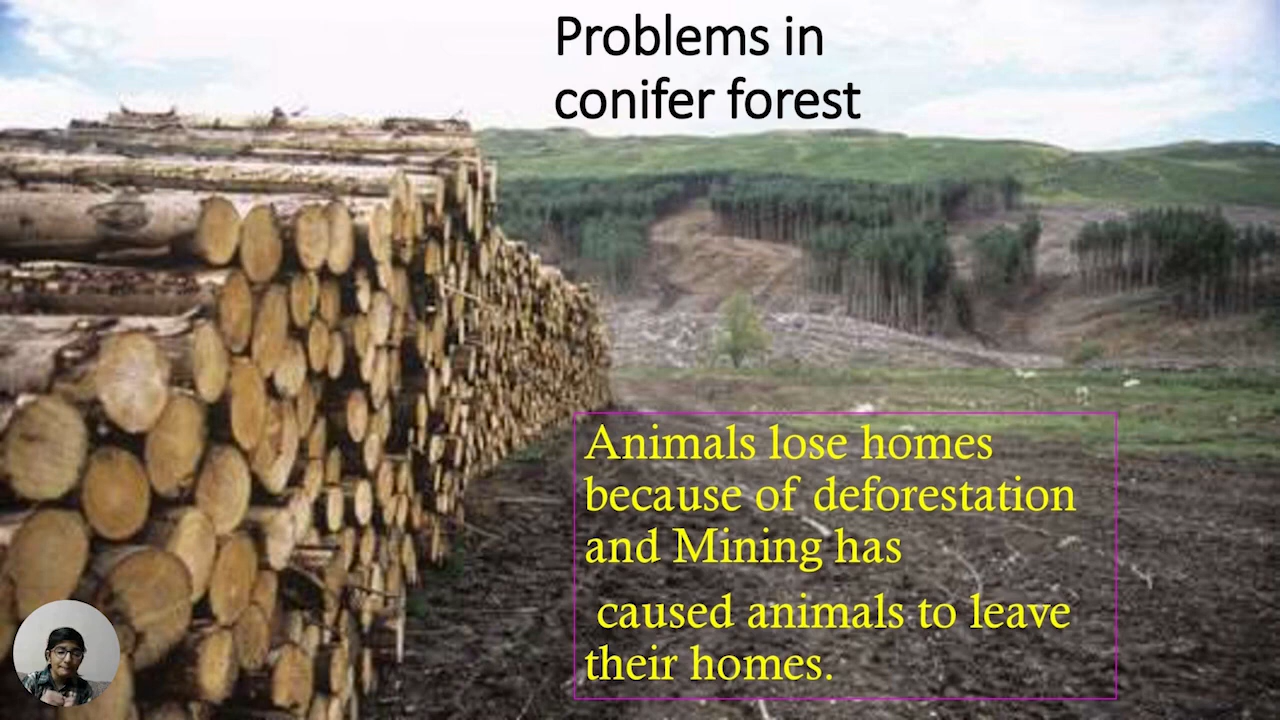 Problems in
conifer forest
Animals lose homes
because of deforestation
and Mining has
caused animals to leave
their homes.